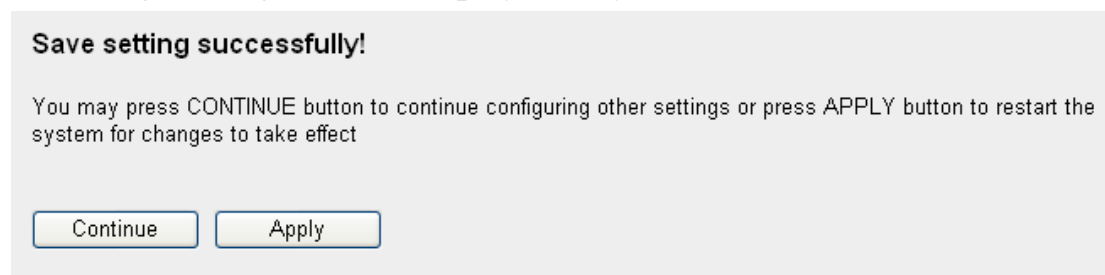 Save setting successfully!
You may press CONTINUE button to continue configuring other settings or press APPLY button to restart the
system for changes to take effect
Continue
Apply